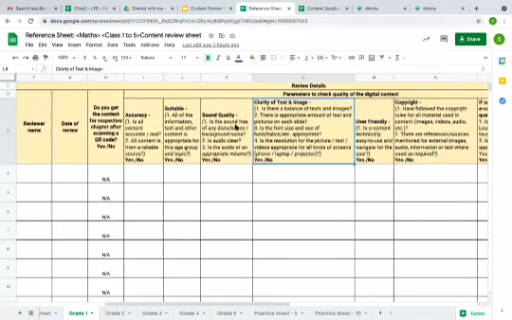 Reference Sheet: <Maths> <Class 1 to 5>Content review sheet
File Edit View Insert Format Data Tools Help
Last edit was 2 hours ago
Share
Clarity of Text & Image -
Review Details
Parameters to check quality of the digital content
Reviewer name
Date of review
Do you get the content for respective chapter after scanning a QR code?
Yes /No
Accuracy -
(1. Is all content accurate / real?
2. All content is from a reliable source?)
Yes/No
Suitable -
(1. All of the information, text and other content is appropriate for this age group and topic?)
Yes/No
Sound Quality -
(1. Is the sound free of any distortion/ background noise?
2. Is audio clear?
3. Is the audio of an appropriate volume?)
Yes/No
Clarity of Text & Image -
(1. Is there a balance of texts and images?
2. There is appropriate amount of text and pictures on each slide?
3. Is the font size and use of bold/italics etc. appropriate?
4. Is the resolution for the picture / text / videos appropriate for all kinds of screens (phone / laptop / projector)?)
Yes/No
User Friendly -
(1. Is content technically easy-to-use and navigate for the user?)
Yes/No
Copyright -
(1. Have followed the copyright rules for all material used in content (images, videos, audio, etc.)?
2. There are references/sources mentioned for external images, audio, information or text where used as required?)
Yes/No
N/A
N/A
N/A
N/A
N/A
N/A
N/A
Grade 1
Grade 2
Grade 3
Grade 4
Grade 5
Practice sheet - 5
Practice sheet - 10
Explore